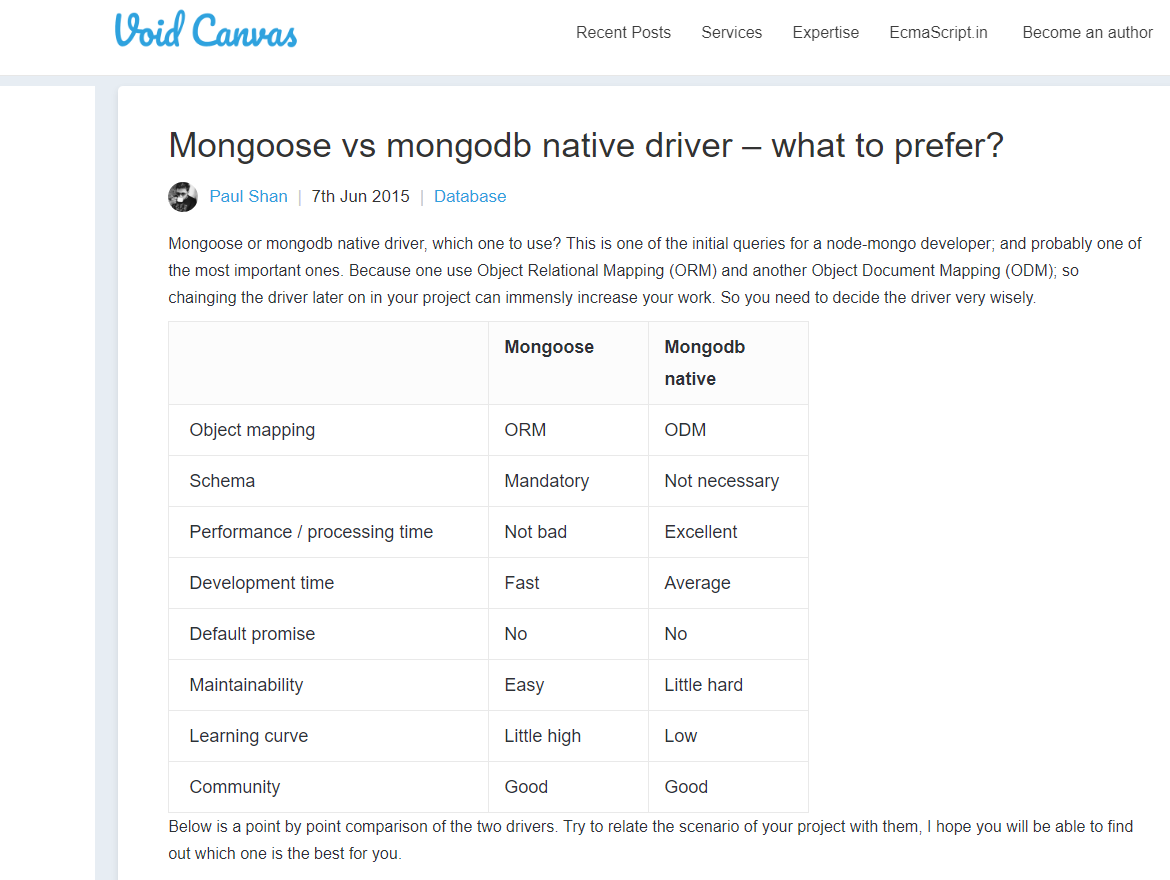 Void Canvas
Recent Posts Services Expertise EcmaScript.in Become an author
Mongoose vs mongodb native driver – what to prefer?
Paul Shan | 7th Jun 2015 | Database
Mongoose or mongodb native driver, which one to use? This is one of the initial queries for a node-mongo developer; and probably one of
the most important ones. Because one use Object Relational Mapping (ORM) and another Object Document Mapping (ODM); so
chainging the driver later on in your project can immensly increase your work. So you need to decide the driver very wisely.
Mongoose Mongodb
native
Object mapping ORM ODM
Schema Mandatory Not necessary
Performance / processing time Not bad Excellent
Development time Fast Average
Default promise No No
Maintainability Easy Little hard
Learning curve Little high Low
Community Good Good
Below is a point by point comparison of the two drivers. Try to relate the scenario of your project with them, I hope you will be able to find
out which one is the best for you.